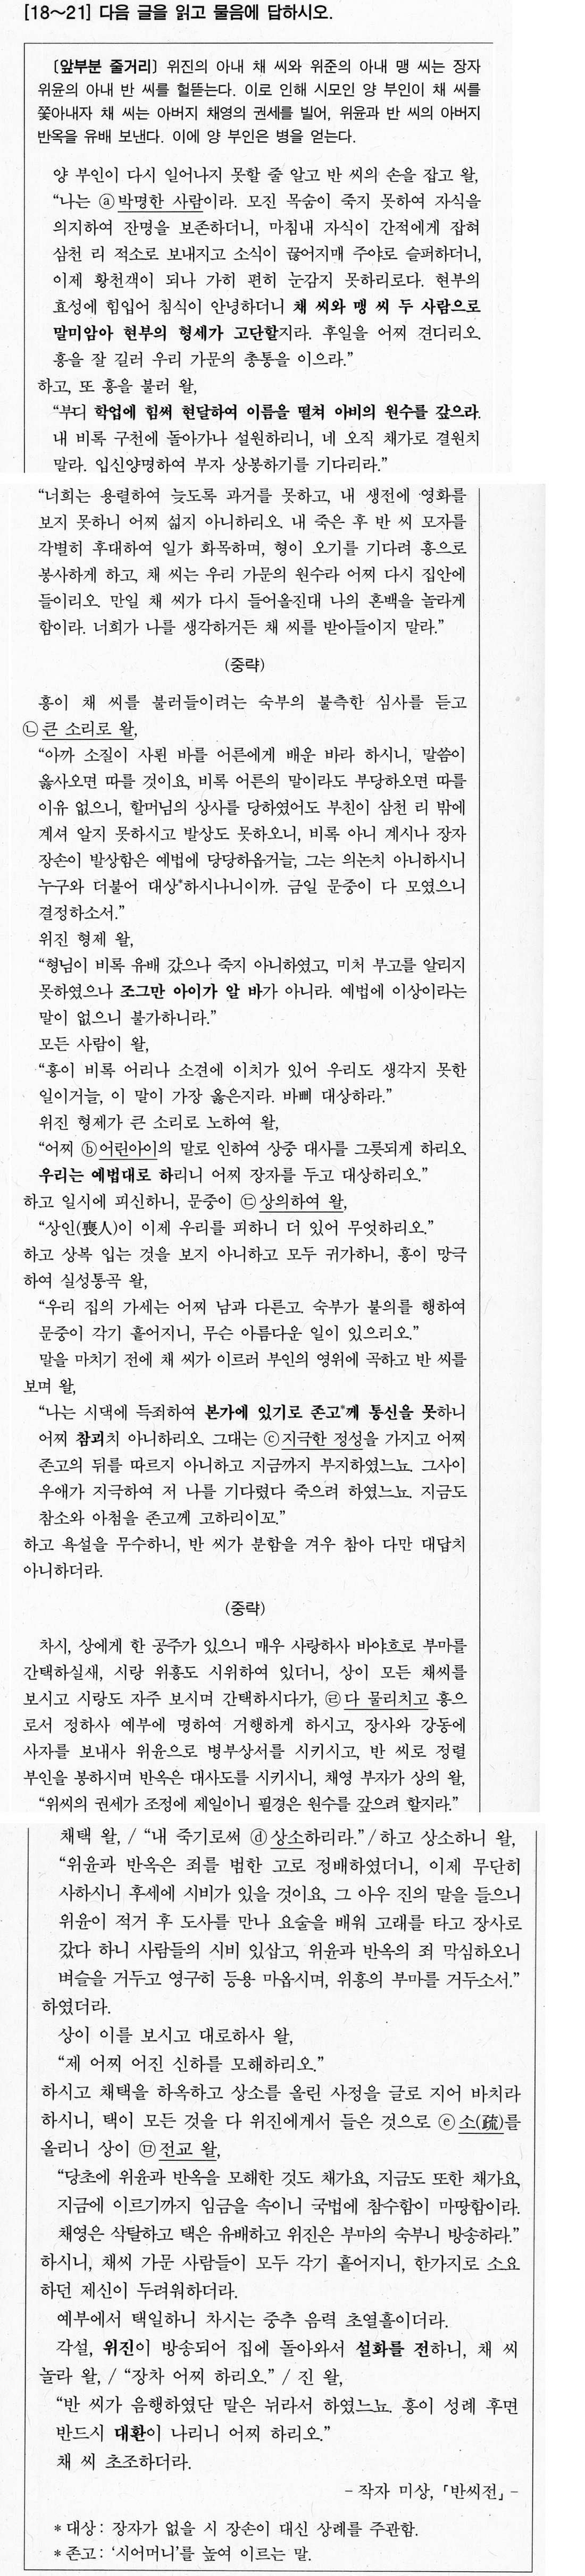 [18～21] 다음 글을 읽고 물음에 답하시오.
[앞부분 줄거리] 위진의 아내 채 씨와 위준의 아내 맹 씨는 장자
위윤의 아내 반 씨를 헐뜯는다. 이로 인해 시모인 양 부인이 채 씨를
쫓아내자 채 씨는 아버지 채영의 권세를 빌어, 위윤과 반 씨의 아버지
반옥을 유배 보낸다. 이에 양 부인은 병을 얻는다.
양 부인이 다시 일어나지 못할 줄 알고 반 씨의 손을 잡고 왈,
“나는 ⓐ박명한 사람이라. 모진 목숨이 죽지 못하여 자식을
의지하여 잔명을 보존하더니, 마침내 자식이 간적에게 잡혀
삼천 리 적소로 보내지고 소식이 끊어지매 주야로 슬퍼하더니,
이제 황천객이 되나 가히 편히 눈감지 못하리로다. 현부의
효성에 힘입어 침식이 안녕하더니 채 씨와 맹 씨 두 사람으로
말미암아 현부의 형세가 고단할지라. 후일을 어찌 견디리오.
흥을 잘 길러 우리 가문의 총통을 이으라.”
하고, 또 흥을 불러 왈,
“부디 학업에 힘써 현달하여 이름을 떨쳐 아비의 원수를 갚으라.
내 비록 구천에 돌아가나 설원하리니, 네 오직 채가로 결원치
말라. 입신양명하여 부자 상봉하기를 기다리라.”
“너희는 용렬하여 늦도록 과거를 못하고, 내 생전에 영화를
보지 못하니 어찌 섧지 아니하리오. 내 죽은 후 반 씨 모자를
각별히 후대하여 일가 화목하며, 형이 오기를 기다려 흥으로
봉사하게 하고, 채 씨는 우리 가문의 원수라 어찌 다시 집안에
들이리오. 만일 채 씨가 다시 들어올진대 나의 혼백을 놀라게
함이라. 너희가 나를 생각하거든 채 씨를 받아들이지 말라.”
(중략)
흥이 채 씨를 불러들이려는 숙부의 불측한 심사를 듣고
㉡큰 소리로 왈,
“아까 소질이 사뢴 바를 어른에게 배운 바라 하시니, 말씀이
옳사오면 따를 것이요, 비록 어른의 말이라도 부당하오면 따를
이유 없으니, 할머님의 상사를 당하였어도 부친이 삼천 리 밖에
계셔 알지 못하시고 발상도 못하오니, 비록 아니 계시나 장자
장손이 발상함은 예법에 당당하옵거늘, 그는 의논치 아니하시니
누구와 더불어 대상*하시나니이까. 금일 문중이 다 모였으니
결정하소서.”
위진 형제 왈,
“형님이 비록 유배 갔으나 죽지 아니하였고, 미처 부고를 알리지
못하였으나 조그만 아이가 알 바가 아니라. 예법에 이상이라는
말이 없으니 불가하니라.”
모든 사람이 왈,
“흥이 비록 어리나 소견에 이치가 있어 우리도 생각지 못한
일이거늘, 이 말이 가장 옳은지라. 바삐 대상하라.”
위진 형제가 큰 소리로 노하여 왈,
“어찌 ⓑ어린아이의 말로 인하여 상중 대사를 그릇되게 하리오.
우리는 예법대로 하리니 어찌 장자를 두고 대상하리오.”
하고 일시에 피신하니, 문중이 ㉢상의하여 왈,
“상인(喪人)이 이제 우리를 피하니 더 있어 무엇하리오.”
하고 상복 입는 것을 보지 아니하고 모두 귀가하니, 흥이 망극
하여 실성통곡 왈,
“우리 집의 가세는 어찌 남과 다른고. 숙부가 불의를 행하여
문중이 각기 흩어지니, 무슨 아름다운 일이 있으리오.”
말을 마치기 전에 채 씨가 이르러 부인의 영위에 곡하고 반 씨를
보며 왈,
“나는 시댁에 득죄하여 본가에 있기로 존고*께 통신을 못하니
어찌 참괴치 아니하리오. 그대는 ⓒ지극한 정성을 가지고 어찌
존고의 뒤를 따르지 아니하고 지금까지 부지하였느뇨. 그사이
우애가 지극하여 저 나를 기다렸다 죽으려 하였느뇨. 지금도
참소와 아첨을 존고께 고하리이꼬.”
하고 욕설을 무수하니, 반 씨가 분함을 겨우 참아 다만 대답치
아니하더라.
(중략)
차시, 상에게 한 공주가 있으니 매우 사랑하사 바야흐로 부마를
간택하실새, 시랑 위흥도 시위하여 있더니, 상이 모든 채씨를
보시고 시랑도 자주 보시며 간택하시다가, ㉣다 물리치고 흥으
로서 정하사 예부에 명하여 거행하게 하시고, 장사와 강동에
사자를 보내사 위윤으로 병부상서를 시키시고, 반 씨로 정렬
부인을 봉하시며 반옥은 대사도를 시키시니, 채영 부자가 상의 왈,
“위씨의 권세가 조정에 제일이니 필경은 원수를 갚으려 할지라.”
채택 왈, / “내 죽기로써 ⓓ상소하리라.” / 하고 상소하니 왈,
“위윤과 반옥은 죄를 범한 고로 정배하였더니, 이제 무단히
사하시니 후세에 시비가 있을 것이요, 그 아우 진의 말을 들으니
위윤이 적거 후 도사를 만나 요술을 배워 고래를 타고 장사로
갔다 하니 사람들의 시비 있삽고, 위윤과 반옥의 죄 막심하오니
벼슬을 거두고 영구히 등용 마옵시며, 위흥의 부마를 거두소서.”
하였더라.
상이 이를 보시고 대로하사 왈,
“제 어찌 어진 신하를 모해하리오.”
하시고 채택을 하옥하고 상소를 올린 사정을 글로 지어 바치라
하시니, 택이 모든 것을 다 위진에게서 들은 것으로 ⓔ소(疏)를
올리니 상이 ㉤전교 왈,
“당초에 위윤과 반옥을 모해한 것도 채가요, 지금도 또한 채가요,
지금에 이르기까지 임금을 속이니 국법에 참수함이 마땅함이라.
채영은 삭탈하고 택은 유배하고 위진은 부마의 숙부니 방송하라.”
하시니, 채씨 가문 사람들이 모두 각기 흩어지니, 한가지로 소요
하던 제신이 두려워하더라.
예부에서 택일하니 차시는 중추 음력 초열흘이더라.
각설, 위진이 방송되어 집에 돌아와서 설화를 전하니, 채 씨
놀라 왈, / “장차 어찌 하리오.” / 진 왈,
“반 씨가 음행하였단 말은 뉘라서 하였느뇨. 흥이 성례 후면
반드시 대환이 나리니 어찌 하리오.”
채 씨 초조하더라.
- 작자 미상, 「반씨전」 -
* 대상: 장자가 없을 시 장손이 대신 상례를 주관함.
* 존고: ‘시어머니’를 높여 이르는 말.